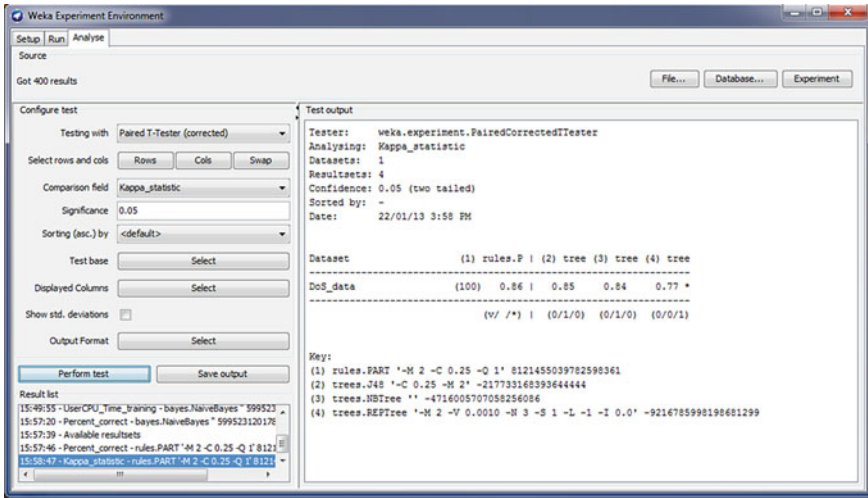 Weka Experiment Environment
Setup Run Analyse
Source
Got 400 results
File... Database... Experiment
Configure test
Testing with Paired T-Tester (corrected)
Select rows and cols Rows Cols Swap
Comparison field Kappa_statistic
Significance 0.05
Sorting (asc.) by <default>
Test base Select
Displayed Columns Select
Show std. deviations
Output Format Select
Perform test Save output
Result list
15:49:55 - UserCPU_Time_training - bayes.NaiveBayes '' 599523
15:57:20 - Percent_correct - bayes.NaiveBayes '' 599523120178
15:57:39 - Available resultsets
15:57:46 - Percent_correct - rules.PART '-M 2 -C 0.25 -Q 1' 8121
15:58:47 - Kappa_statistic - rules.PART '-M 2 -C 0.25 -Q 1' 8121
Test output
Tester: weka.experiment.PairedCorrectedTTester
Analysing: Kappa_statistic
Datasets: 1
Resultsets: 4
Confidence: 0.05 (two tailed)
Sorted by: -
Date: 22/01/13 3:58 PM
Dataset (1) rules.P | (2) tree (3) tree (4) tree
DoS_data (100) 0.86 | 0.85 0.84 0.77 *
(v/ /*) | (0/1/0) (0/1/0) (0/0/1)
Key:
(1) rules.PART '-M 2 -C 0.25 -Q 1' 8121455039782598361
(2) trees.J48 '-C 0.25 -M 2' -217733168393644444
(3) trees.NBTree '' -4716005707058256086
(4) trees.REPTree '-M 2 -V 0.0010 -N 3 -S 1 -L -1 -I 0.0' -9216785998198681299